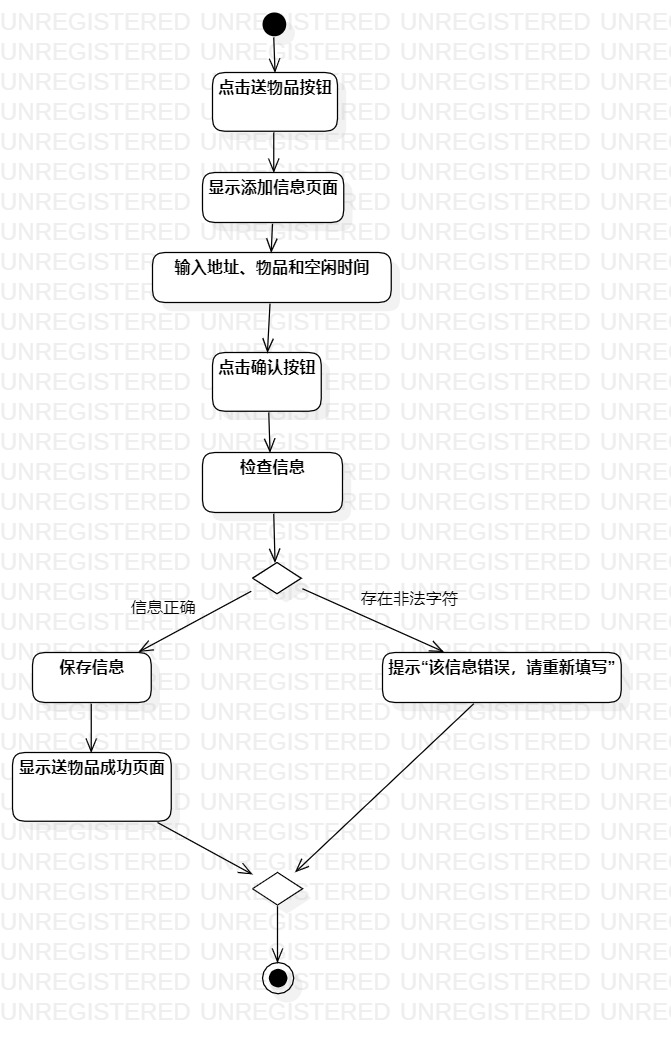 点击送物品按钮
显示添加信息页面
输入地址、物品和空闲时间
点击确认按钮
检查信息
信息正确
存在非法字符
保存信息
提示“该信息错误，请重新填写”
显示送物品成功页面
UNREGISTERED